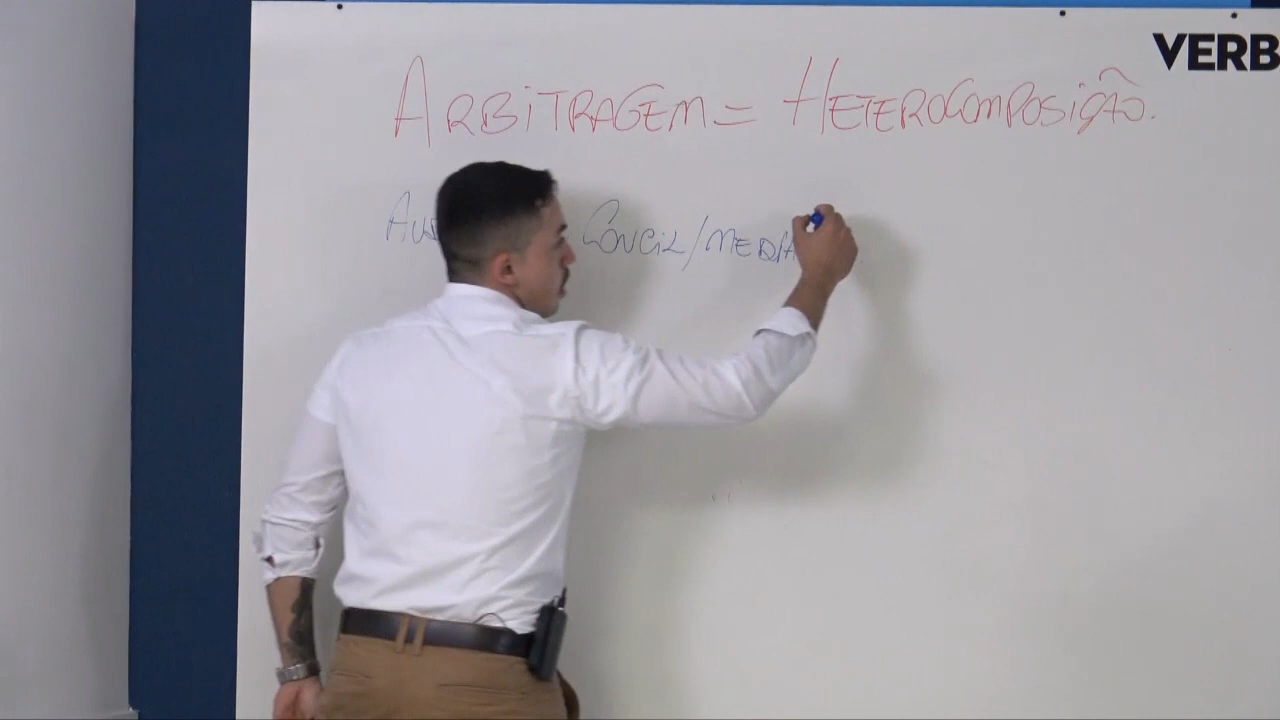 VERB
ARBiTRAGEM = HETEROCOMPOSiÇÃO.
CONCiL/MEDIA